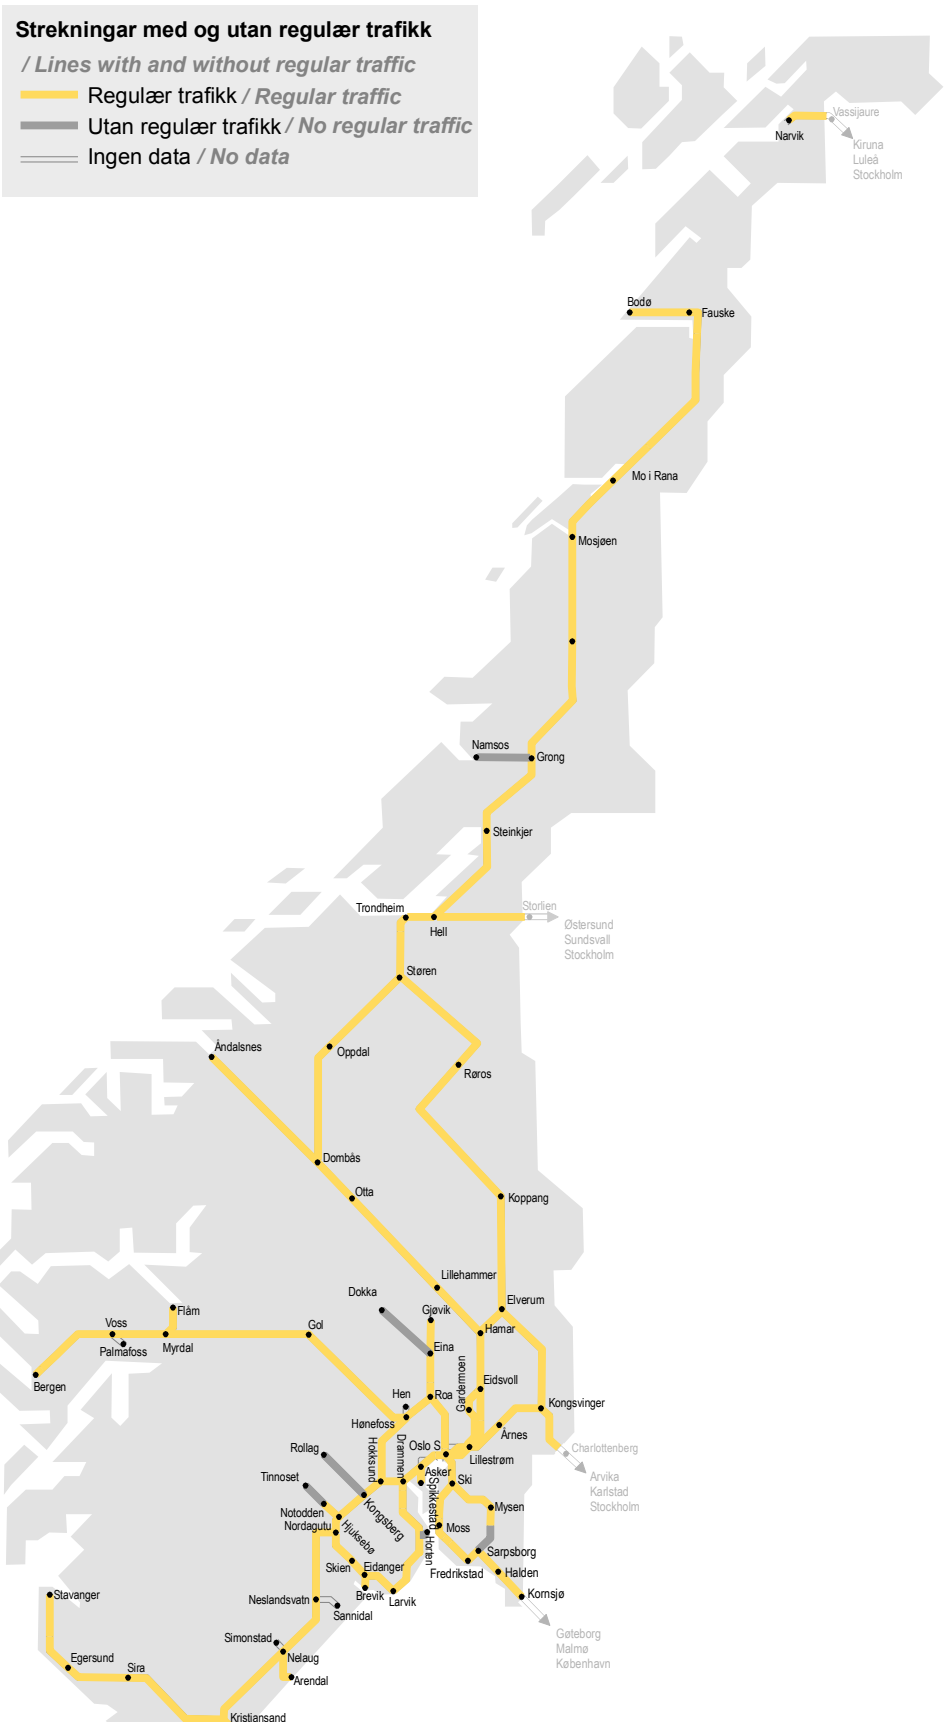 Strekningar med og utan regulær trafikk
/ Lines with and without regular traffic
Regulær trafikk / Regular traffic
Utan regulær trafikk / No regular traffic
Ingen data / No data
Vassijaure
Narvik
Kiruna
Luleå
Stockholm
Bodø
Fauske
Mo i Rana
Mosjøen
Namsos
Grong
Steinkjer
Storlien
Trondheim
Hell
Østersund
Sundsvall
Stockholm
Støren
Åndalsnes
Oppdal
Røros
Dombås
Otta
Koppang
Lillehammer
Dokka
Elverum
Gjøvik
Flåm
Voss
Gol
Hamar
Palmafoss
Myrdal
Eina
Gardermoen
Eidsvoll
Bergen
Hen
Roa
Kongsvinger
Hønefoss
Årnes
Hokksund
Drammen
Oslo S
Rollag
Lillestrøm
Charlottenberg
Tinnoset
Asker
Spikkestad
Ski
Arvika
Karlstad
Stockholm
Notodden
Kongsberg
Mysen
Nordagutu
Hjuksebø
Moss
Horten
Sarpsborg
Skien
Eidanger
Fredrikstad
Halden
Stavanger
Neslandsvatn
Brevik
Larvik
Kornsjø
Sannidal
Simonstad
Gøteborg
Malmø
København
Egersund
Sira
Nelaug
Arendal
Kristiansand